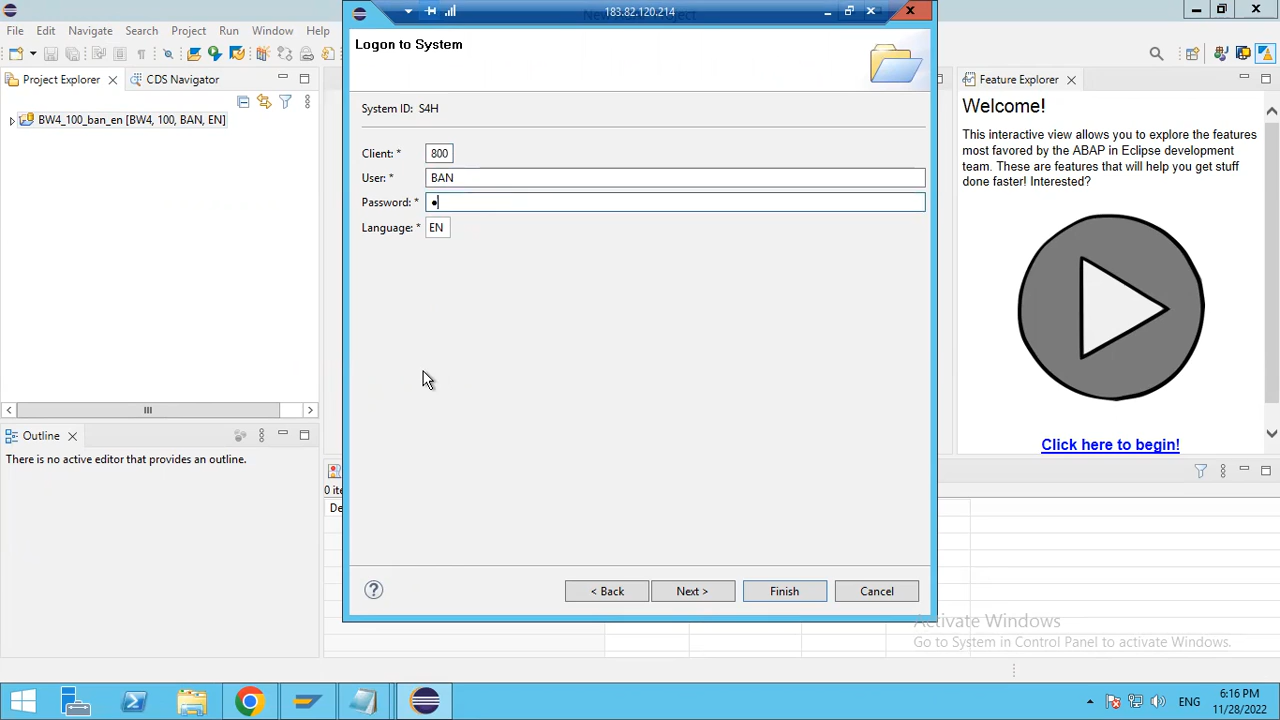 183.82.120.214
File Edit Navigate Search Project Run Window Help
Logon to System
System ID: S4H
Client: * 800
User: * BAN
Password: * ●
Language: * EN
< Back
Next >
Finish
Cancel
Project Explorer
CDS Navigator
BW4_100_ban_en [BW4, 100, BAN, EN]
Outline
There is no active editor that provides an outline.
Feature Explorer
Welcome!
This interactive view allows you to explore the features
most favored by the ABAP in Eclipse development
team. These are features that will help you get stuff
done faster! Interested?
Click here to begin!
0 ite
De
Activate Windows
Go to System in Control Panel to activate Windows.
ENG
6:16 PM
11/28/2022